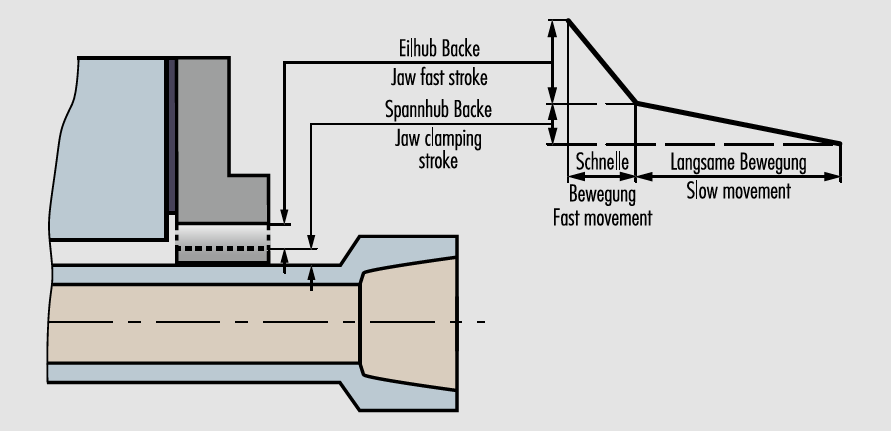 Eilhub Backe
Jaw fast stroke
Spannhub Backe
Jaw clamping
stroke
Schnelle
Bewegung
Fast movement
Langsame Bewegung
Slow movement